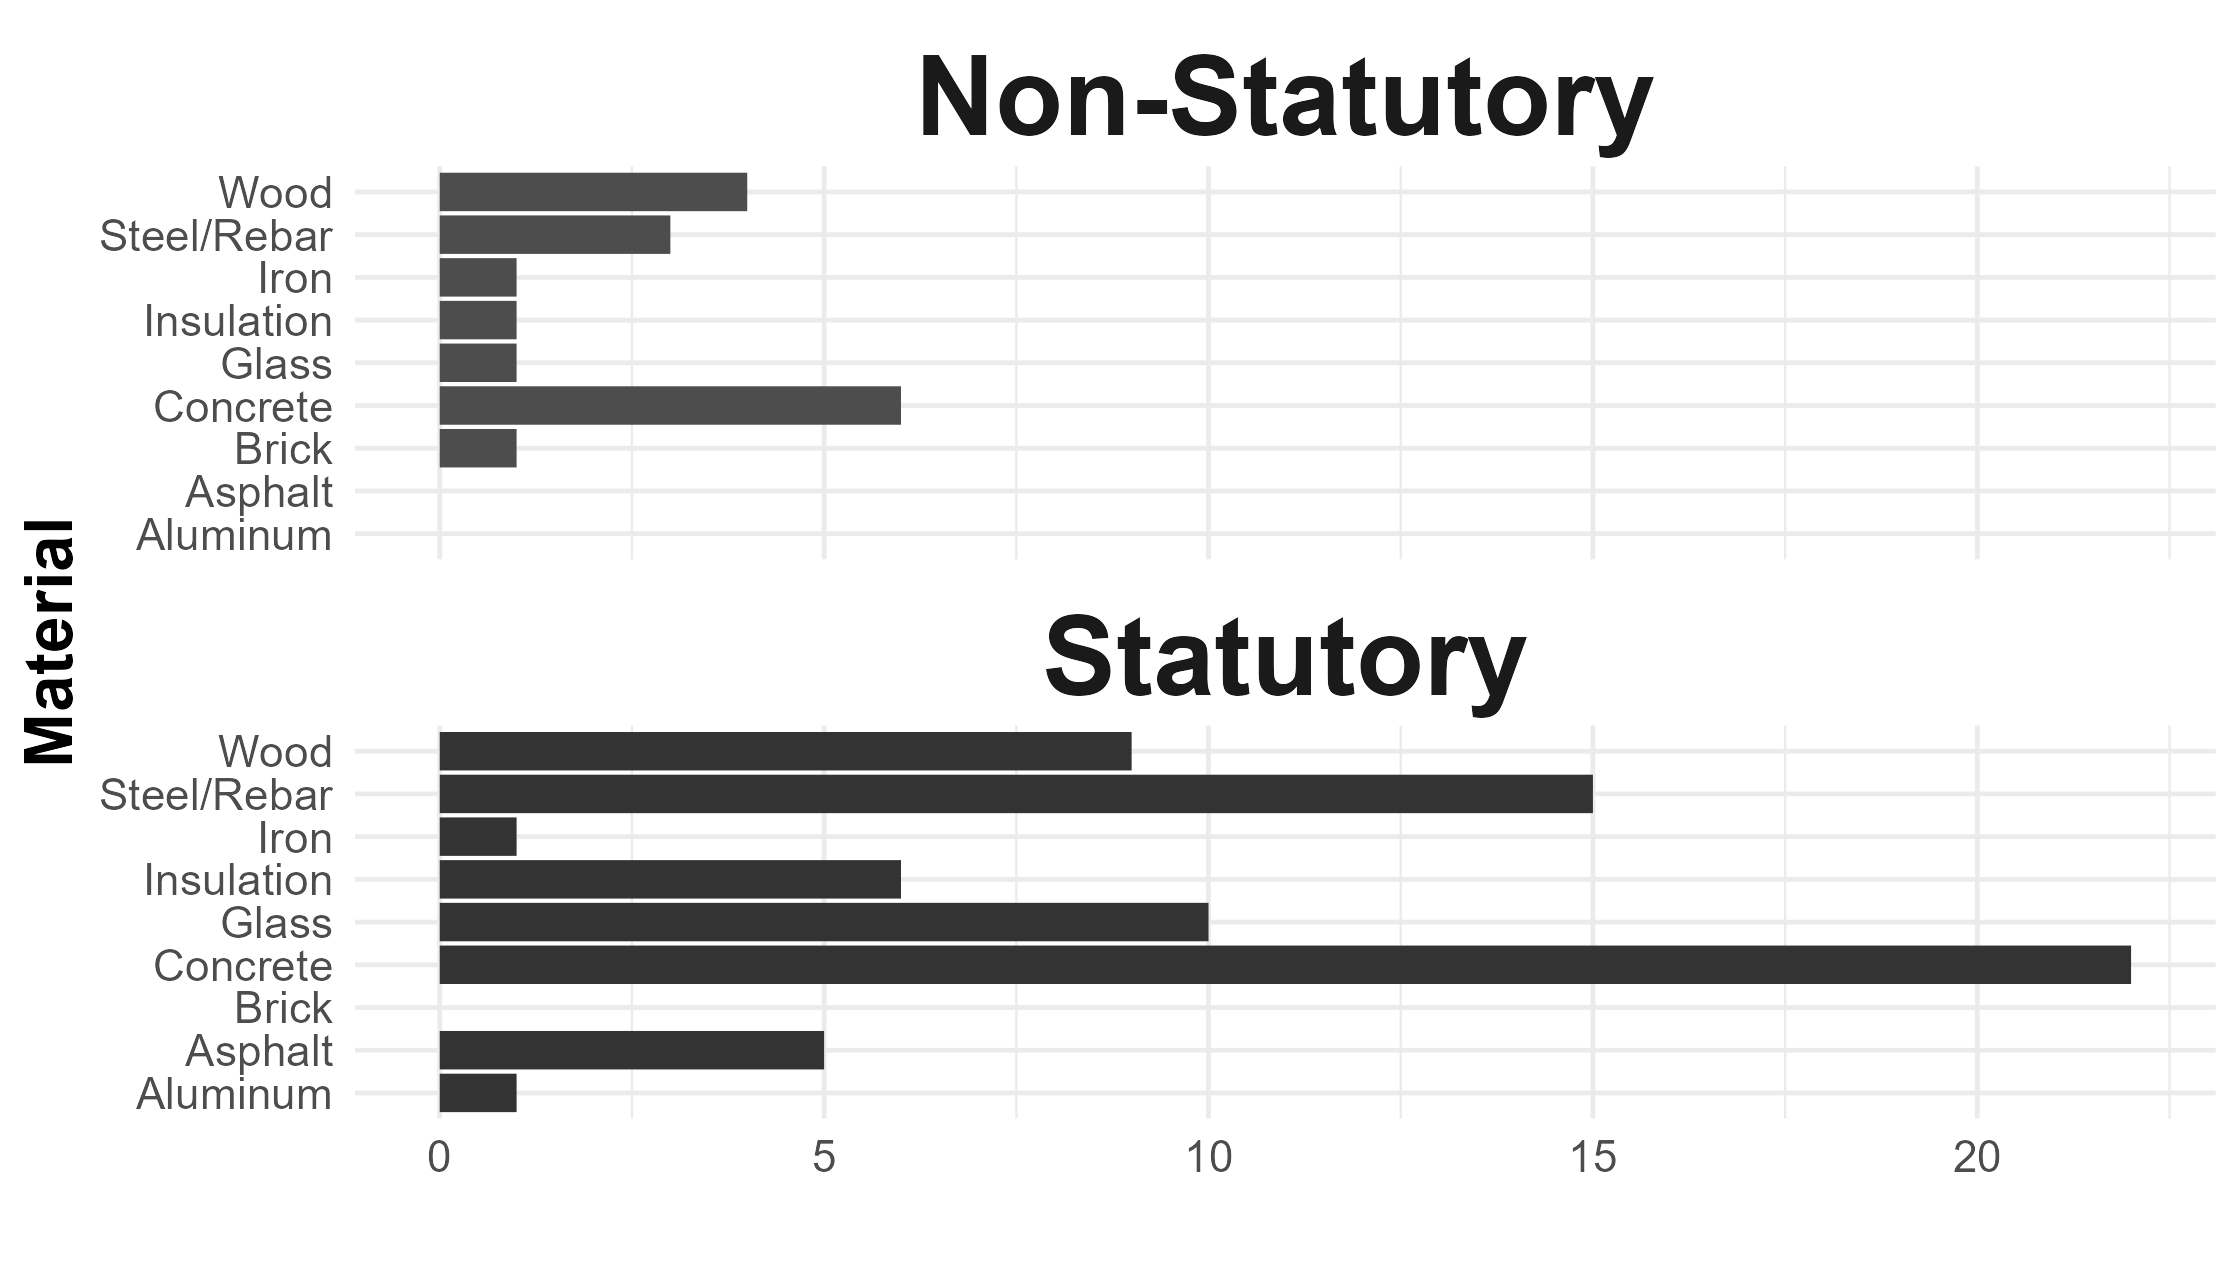 Non-Statutory
Wood
Steel/Rebar
Iron
Insulation
Glass
Concrete
Brick
Asphalt
Aluminum
Material
Statutory
Wood
Steel/Rebar
Iron
Insulation
Glass
Concrete
Brick
Asphalt
Aluminum
0 5 10 15 20